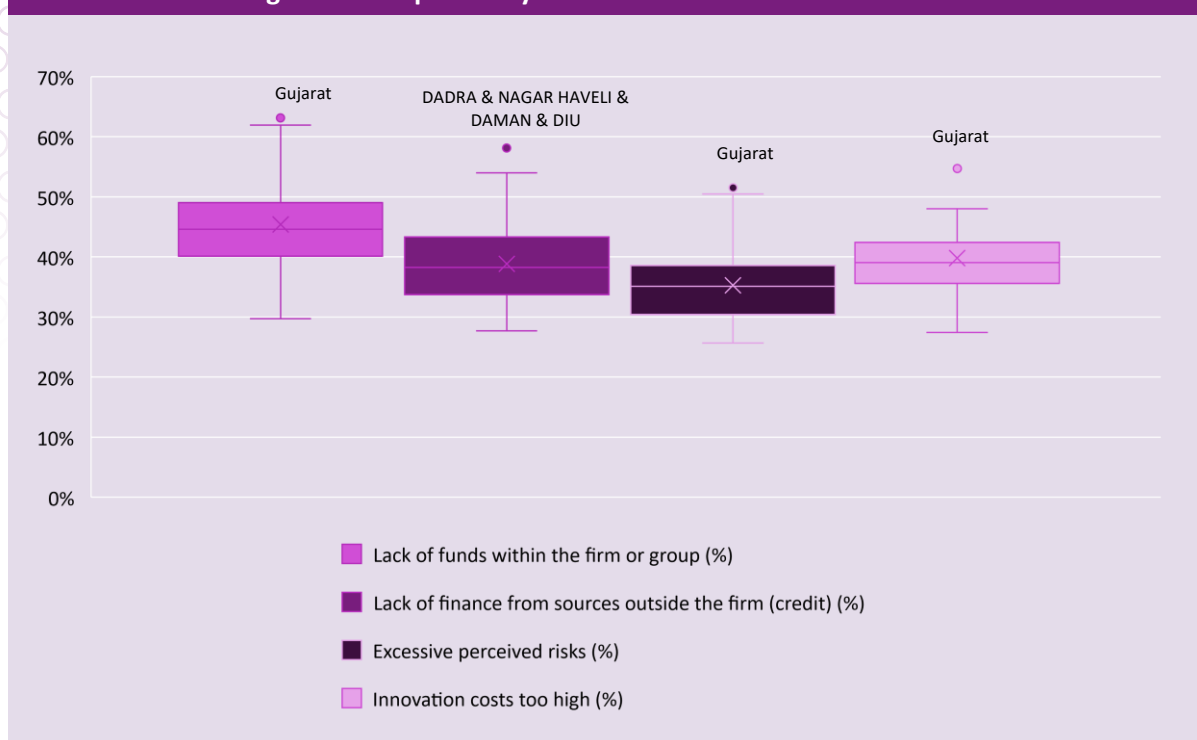 70%
60%
50%
40%
30%
20%
10%
0%
Gujarat
DADRA & NAGAR HAVELI &
DAMAN & DIU
Gujarat
Gujarat
Lack of funds within the firm or group (%)
Lack of finance from sources outside the firm (credit) (%)
Excessive perceived risks (%)
Innovation costs too high (%)